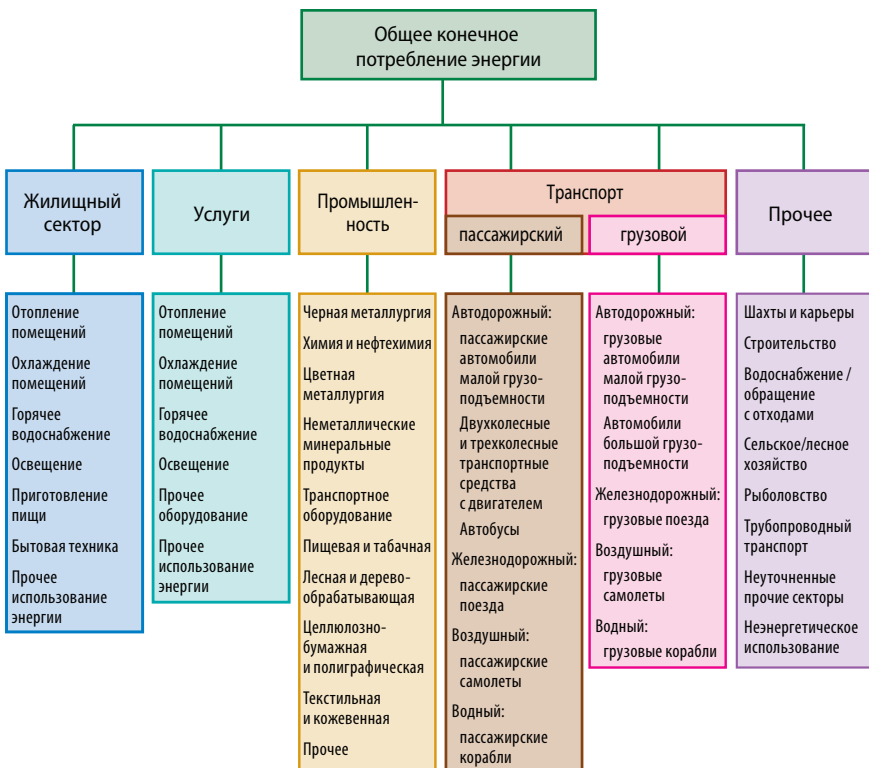 Общее конечное
потребление энергии
Жилищный
сектор
Услуги
Промышлен-
ность
Транспорт
пассажирский
грузовой
Прочее
Отопление
помещений
Охлаждение
помещений
Горячее
водоснабжение
Освещение
Приготовление
пищи
Бытовая техника
Прочее
использование
энергии
Отопление
помещений
Охлаждение
помещений
Горячее
водоснабжение
Освещение
Прочее
оборудование
Прочее
использование
энергии
Черная металлургия
Химия и нефтехимия
Цветная
металлургия
Неметаллические
минеральные
продукты
Транспортное
оборудование
Пищевая и табачная
Лесная и дерево-
обрабатывающая
Целлюлозно-
бумажная
и полиграфическая
Текстильная
и кожевенная
Прочее
Автодорожный:
пассажирские
автомобили
малой грузо-
подъемности
Двухколесные
и трехколесные
транспортные
средства
с двигателем
Автобусы
Железнодорожный:
пассажирские
поезда
Воздушный:
пассажирские
самолеты
Водный:
пассажирские
корабли
Автодорожный:
грузовые
автомобили
малой грузо-
подъемности
Автомобили
большой грузо-
подъемности
Железнодорожный:
грузовые поезда
Воздушный:
грузовые
самолеты
Водный:
грузовые корабли
Шахты и карьеры
Строительство
Водоснабжение /
обращение
с отходами
Сельское/лесное
хозяйство
Рыболовство
Трубопроводный
транспорт
Неуточненные
прочие секторы
Неэнергетическое
использование